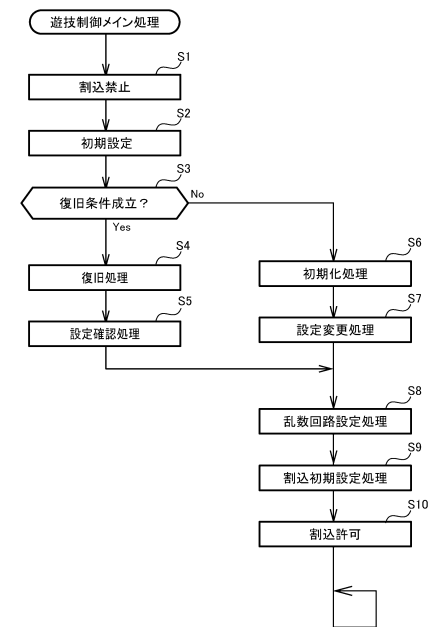 遊技制御メイン処理
S1
割込禁止
S2
初期設定
S3
復旧条件成立？
No
Yes
S4
復旧処理
S5
設定確認処理
S6
初期化処理
S7
設定変更処理
S8
乱数回路設定処理
S9
割込初期設定処理
S10
割込許可